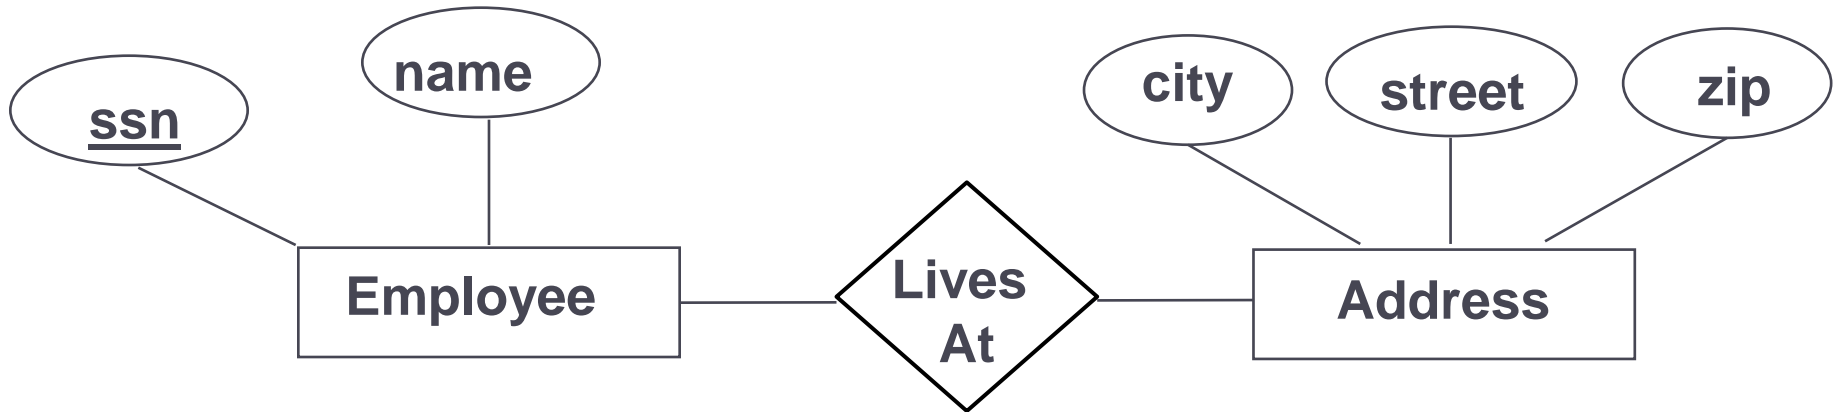 ssn
name
city
street
zip
Employee
Lives
At
Address